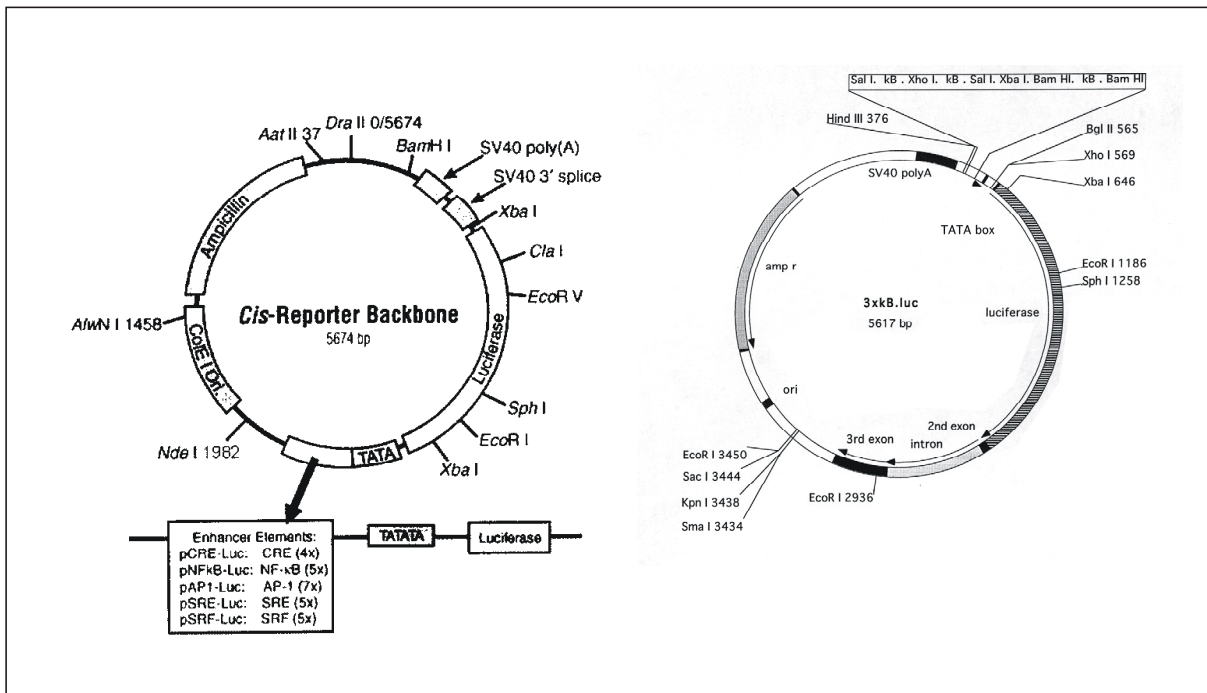 Aat II 37
Dra II 0/5674
BamH I
SV40 poly(A)
SV40 3' splice
Xba I
Cla I
EcoR V
Luciferase
Sph I
EcoR I
Xba I
TATA
Nde I 1982
ColE I Ori.
AlwN I 1458
Ampicillin
Cis-Reporter Backbone
5674 bp
Enhancer Elements:
pCRE-Luc: CRE (4x)
pNFkB-Luc: NF-κB (5x)
pAP1-Luc: AP-1 (7x)
pSRE-Luc: SRE (5x)
pSRF-Luc: SRF (5x)
TATATA
Luciferase
Sal I. kB . Xho I. kB . Sal I. Xba I. Bam HI. kB . Bam HI
Hind III 376
Bgl II 565
Xho I 569
Xba I 646
SV40 polyA
TATA box
EcoR I 1186
Sph I 1258
amp r
3xkB.luc
5617 bp
luciferase
ori
2nd exon
3rd exon
intron
EcoR I 3450
Sac I 3444
Kpn I 3438
Sma I 3434
EcoR I 2936